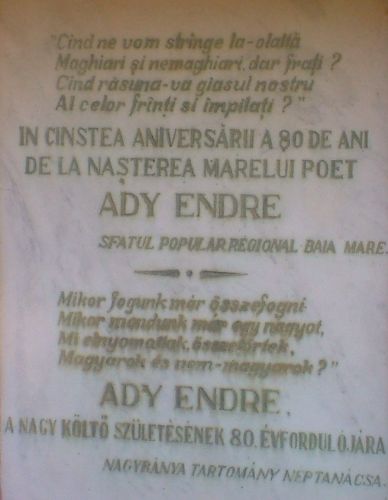 "Cînd ne vom strînge la-olaltă
Maghiari și nemaghiari, dar frați ?
Cînd răsuna-va glasul nostru
Al celor frînți și împilați ?"
IN CINSTEA ANIVERSĂRII A 80 DE ANI
DE LA NAȘTEREA MARELUI POET
ADY ENDRE
SFATUL POPULAR REGIONAL BAIA MARE.
Mikor fogunk már összefogni
Mikor mondunk már egy nagyot,
Mi elnyomottak, összetörtek,
Magyarok és nem-magyarok ?"
ADY ENDRE,
A NAGY KÖLTŐ SZÜLETÉSÉNEK 80. ÉVFORDULÓJÁRA
NAGYBÁNYA TARTOMÁNY NÉPTANÁCSA.